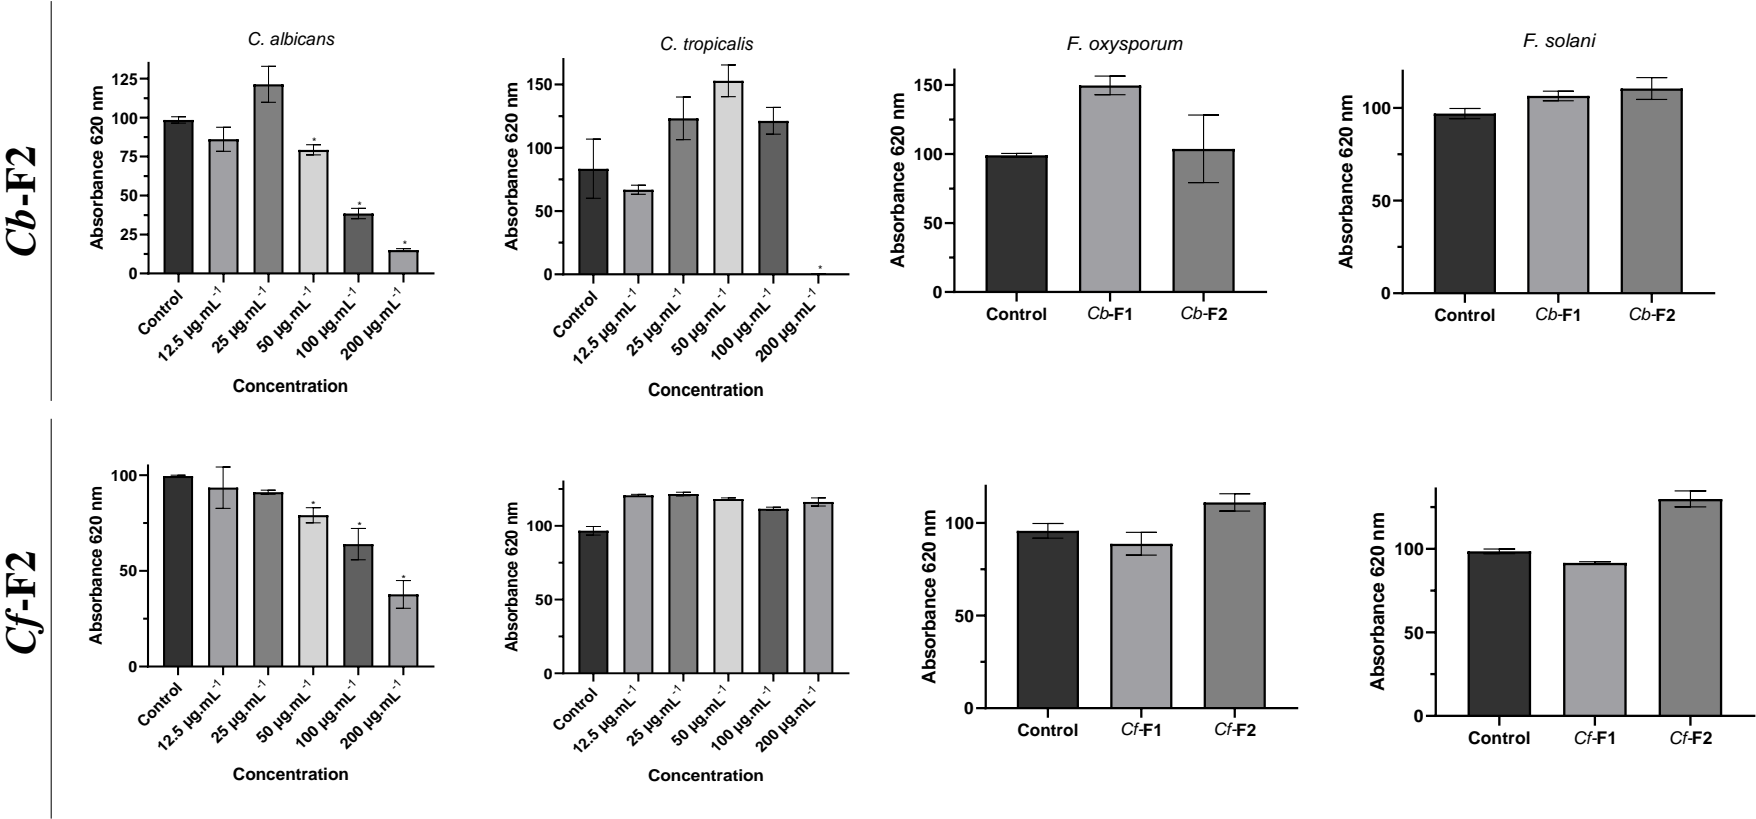 Cb-F2
C. albicans
Absorbance 620 nm
125
100
75
50
25
0
*
*
*
Control
12.5 µg.mL⁻¹
25 µg.mL⁻¹
50 µg.mL⁻¹
100 µg.mL⁻¹
200 µg.mL⁻¹
Concentration
C. tropicalis
Absorbance 620 nm
150
100
50
0
*
Control
12.5 µg.mL⁻¹
25 µg.mL⁻¹
50 µg.mL⁻¹
100 µg.mL⁻¹
200 µg.mL⁻¹
Concentration
F. oxysporum
Absorbance 620 nm
150
100
50
0
Control
Cb-F1
Cb-F2
F. solani
Absorbance 620 nm
100
50
0
Control
Cb-F1
Cb-F2
Cf-F2
Absorbance 620 nm
100
50
0
*
*
*
Control
12.5 µg.mL⁻¹
25 µg.mL⁻¹
50 µg.mL⁻¹
100 µg.mL⁻¹
200 µg.mL⁻¹
Concentration
Absorbance 620 nm
100
50
0
Control
12.5 µg.mL⁻¹
25 µg.mL⁻¹
50 µg.mL⁻¹
100 µg.mL⁻¹
200 µg.mL⁻¹
Concentration
Absorbance 620 nm
100
50
0
Control
Cf-F1
Cf-F2
Absorbance 620 nm
100
50
0
Control
Cf-F1
Cf-F2